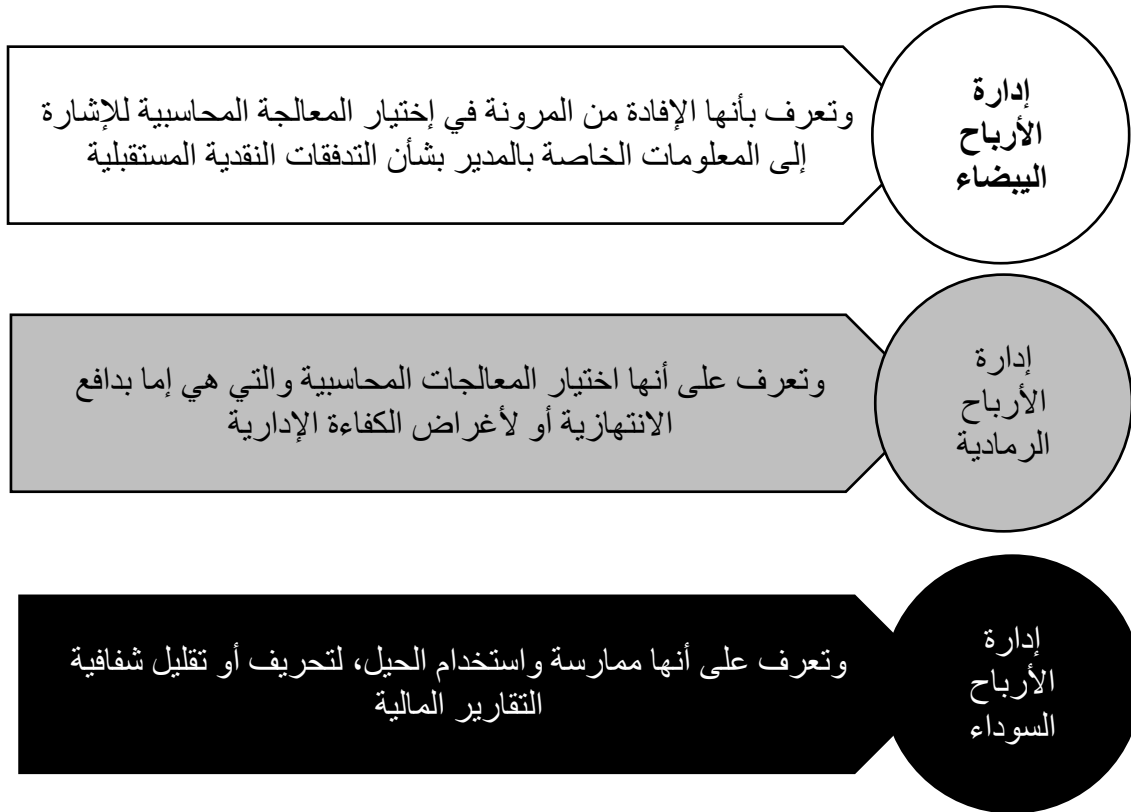 إدارة
الأرباح
البيضاء
وتعرف بأنها الإفادة من المرونة في إختيار المعالجة المحاسبية للإشارة
إلى المعلومات الخاصة بالمدير بشأن التدفقات النقدية المستقبلية
إدارة
الأرباح
الرمادية
وتعرف على أنها اختيار المعالجات المحاسبية والتي هي إما بدافع
الانتهازية أو لأغراض الكفاءة الإدارية
إدارة
الأرباح
السوداء
وتعرف على أنها ممارسة واستخدام الحيل، لتحريف أو تقليل شفافية
التقارير المالية